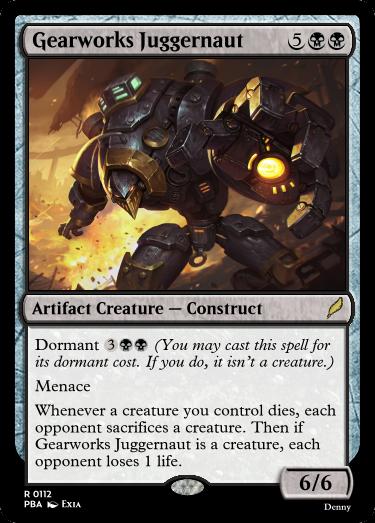 Gearworks Juggernaut 5
Artifact Creature — Construct
Dormant 3 (You may cast this spell for
its dormant cost. If you do, it isn't a creature.)
Menace
Whenever a creature you control dies, each
opponent sacrifices a creature. Then if
Gearworks Juggernaut is a creature, each
opponent loses 1 life.
6/6
R 0112
PBA Exia
Denny